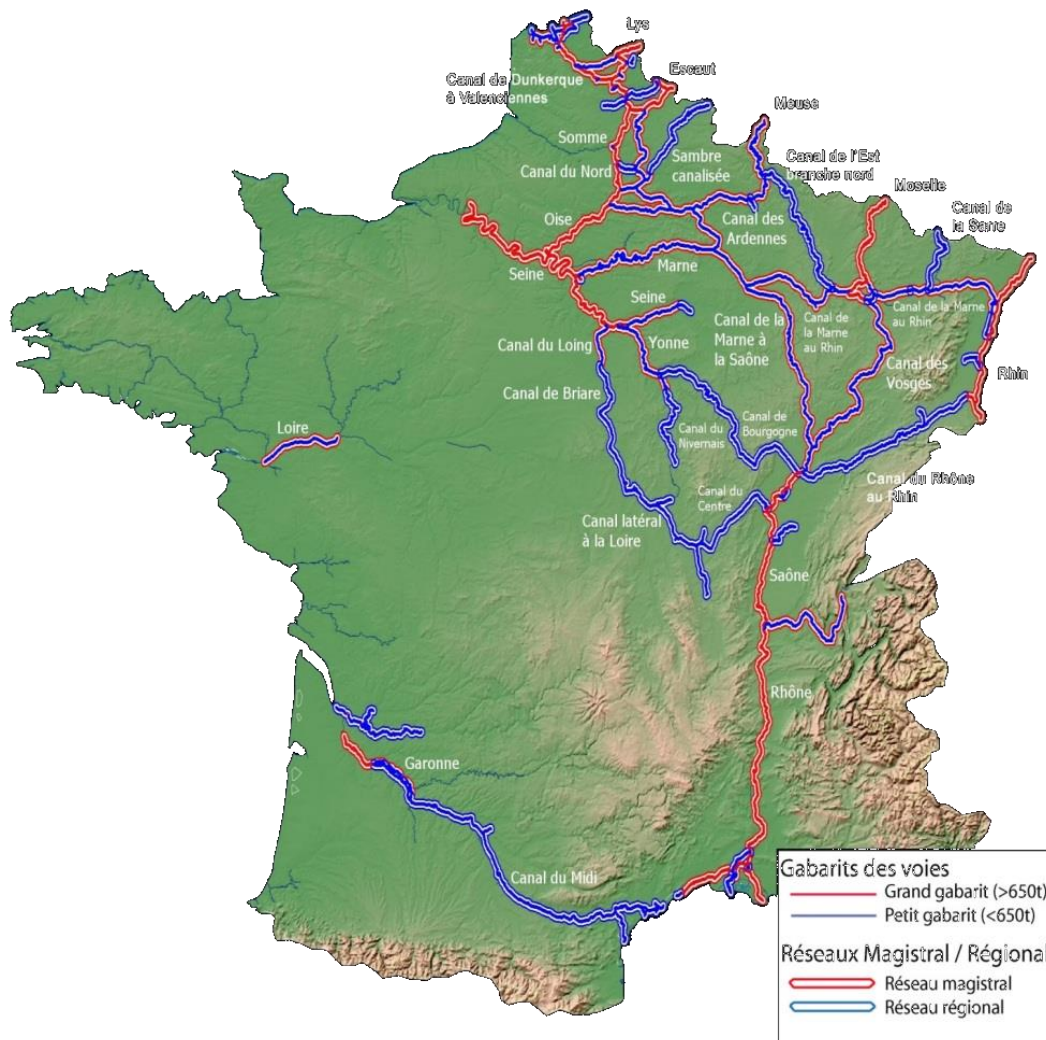 Lys
Escaut
Canal de Dunkerque
à Valenciennes
Meuse
Somme
Sambre
canalisée
Canal de l'Est
branche nord
Canal du Nord
Moselle
Canal de
la Sarre
Oise
Canal des
Ardennes
Seine
Marne
Seine
Canal de la
Marne à
la Saône
Canal de
la Marne
au Rhin
Canal de la Marne
au Rhin
Canal du Loing
Yonne
Canal des
Vosges
Rhin
Canal de Briare
Canal de
Bourgogne
Canal du
Nivernais
Loire
Canal du Rhône
au Rhin
Canal du
Centre
Canal latéral
à la Loire
Saône
Rhône
Garonne
Canal du Midi
Gabarits des voies
Grand gabarit (>650t)
Petit gabarit (<650t)
Réseaux Magistral / Régional
Réseau magistral
Réseau régional